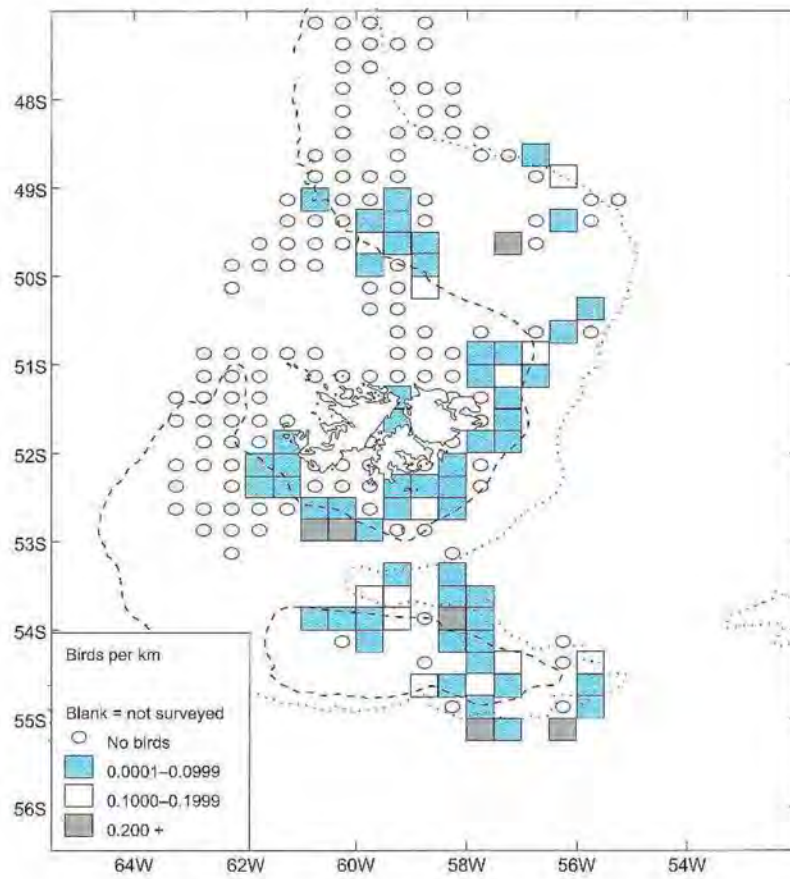 48S
49S
50S
51S
52S
53S
54S
55S
56S
Birds per km
Blank = not surveyed
No birds
0.0001–0.0999
0.1000–0.1999
0.200 +
64W 62W 60W 58W 56W 54W